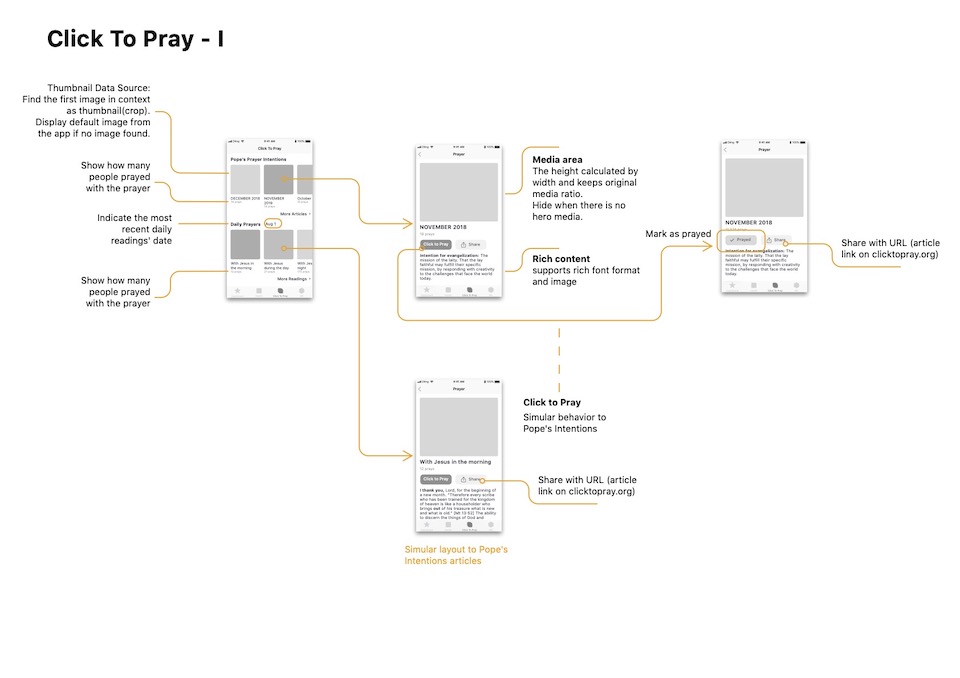 Click To Pray - I
Thumbnail Data Source:
Find the first image in context
as thumbnail(crop).
Display default image from
the app if no image found.
Show how many
people prayed
with the prayer
Indicate the most
recent daily
readings' date
Show how many
people prayed
with the prayer
Click To Pray
Pope's Prayer Intentions
DECEMBER 2018
NOVEMBER
2018
October
More Articles
Daily Prayers
Aug 1
With Jesus in
the morning
With Jesus
during the day
With Jes
night
More Readings
Click to Pray
Prayer
NOVEMBER 2018
Click to Pray
Share
Intention for evangelization: The
mission of the laity. That the lay
faithful may fulfill their specific
mission, by responding with creativity
to the challenges that face the world
today.
Media area
The height calculated by
width and keeps original
media ratio.
Hide when there is no
hero media.
Rich content
supports rich font format
and image
Mark as prayed
Prayer
NOVEMBER 2018
Prayed
Share
Intention for evangelization: The
mission of the laity. That the lay
faithful may fulfill their specific
mission, by responding with creativity
to the challenges that face the world
today.
Share with URL (article
link on clicktopray.org)
Click to Pray
Simular behavior to
Pope's Intentions
Prayer
With Jesus in the morning
Click to Pray
Share
I thank you, Lord, for the beginning of
a new month. "Therefore every scribe
who has been trained for the kingdom
of heaven is like a householder who
brings out of his treasure what is new
and what is old." [Mt 13-52] The ability
to discern the things of God and
Share with URL (article
link on clicktopray.org)
Simular layout to Pope's
Intentions articles